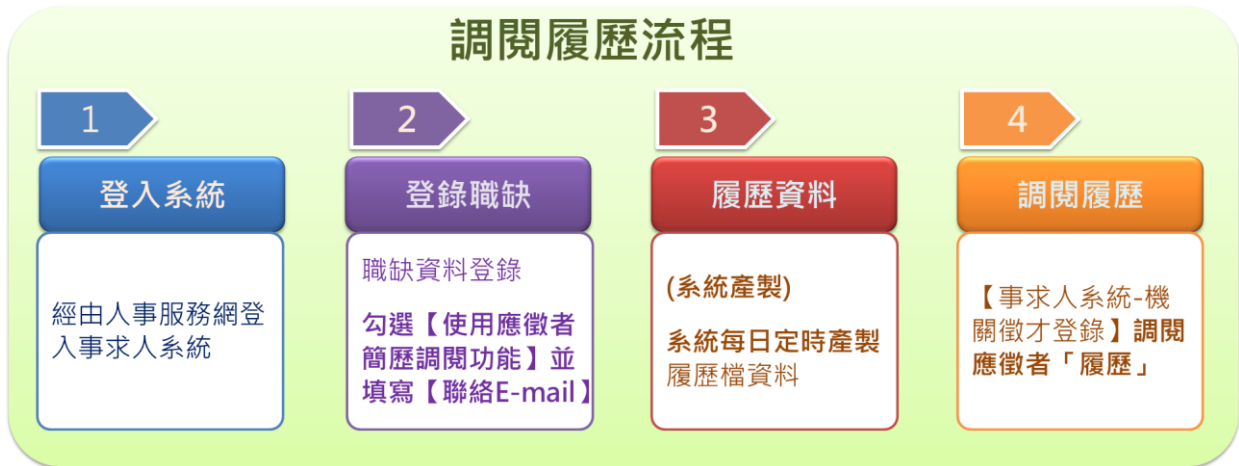 調閱履歷流程
1
登入系統
經由人事服務網登
入事求人系統
2
登錄職缺
職缺資料登錄
勾選【使用應徵者
簡歷調閱功能】並
填寫【聯絡E-mail】
3
履歷資料
(系統產製)
系統每日定時產製
履歷檔資料
4
調閱履歷
【事求人系統-機
關徵才登錄】調閱
應徵者「履歷」